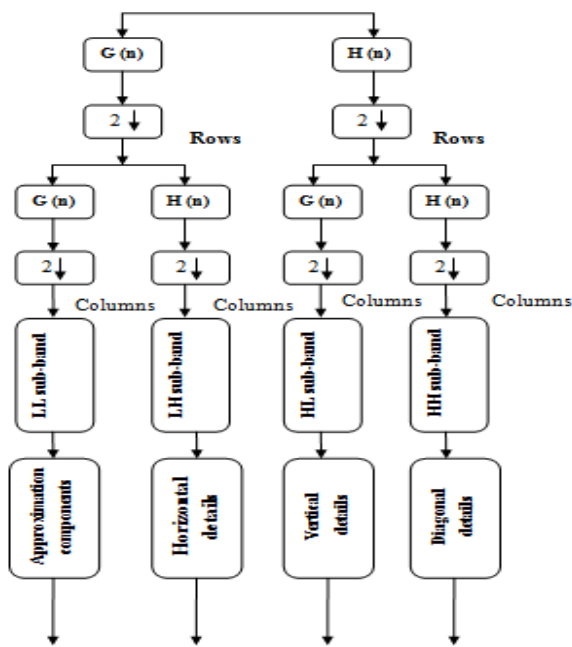 G (n)
H (n)
2
2
Rows
Rows
G (n)
H (n)
G (n)
H (n)
2
2
2
2
Columns
Columns
Columns
Columns
LL sub-band
LH sub-band
HL sub-band
HH sub-band
Approximation
components
Horizontal
details
Vertical
details
Diagonal
details